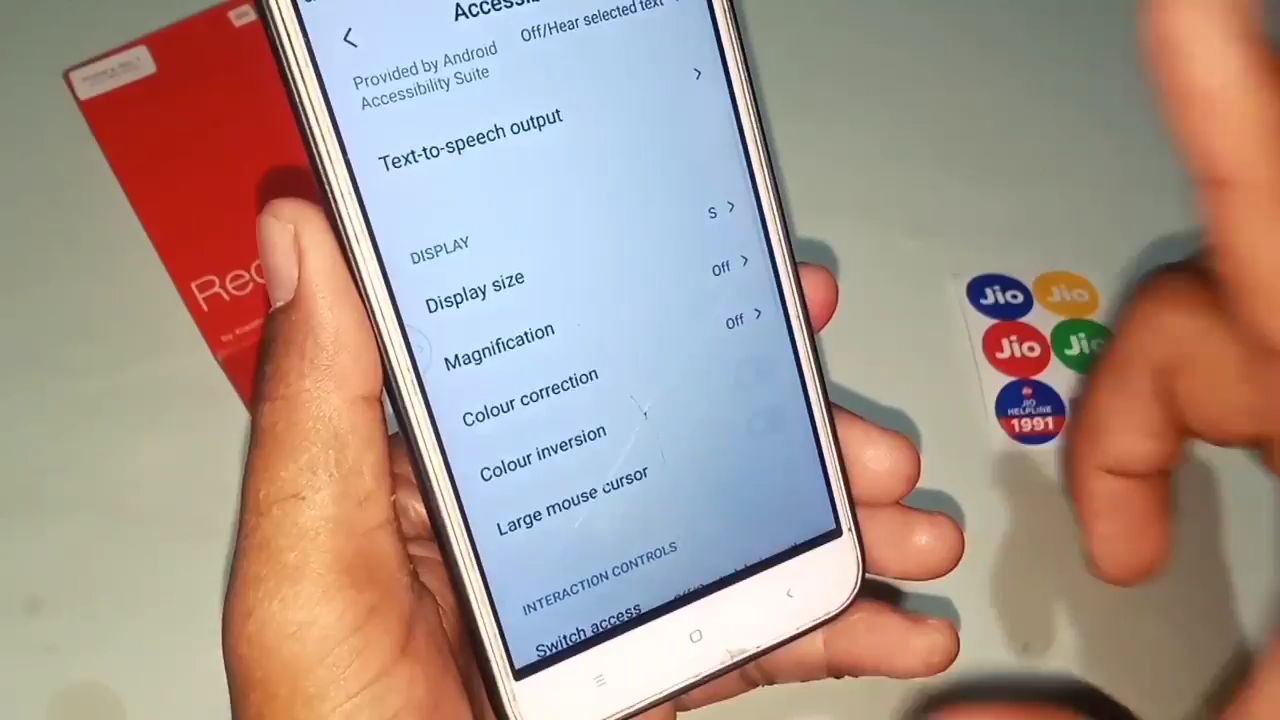 Accessib
Off/Hear selected text
Provided by Android
Accessibility Suite
Text-to-speech output
DISPLAY
Display size
S
Magnification
Off
Colour correction
Off
Colour inversion
Large mouse cursor
INTERACTION CONTROLS
Switch access
Red
Jio
Jio
Jio
Jio
JIO
HELPLINE
1991